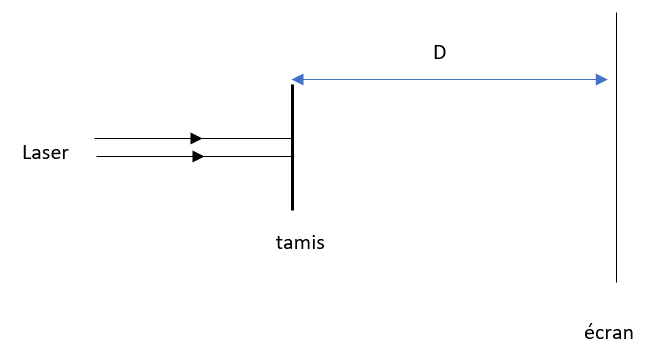 D
Laser
tamis
écran